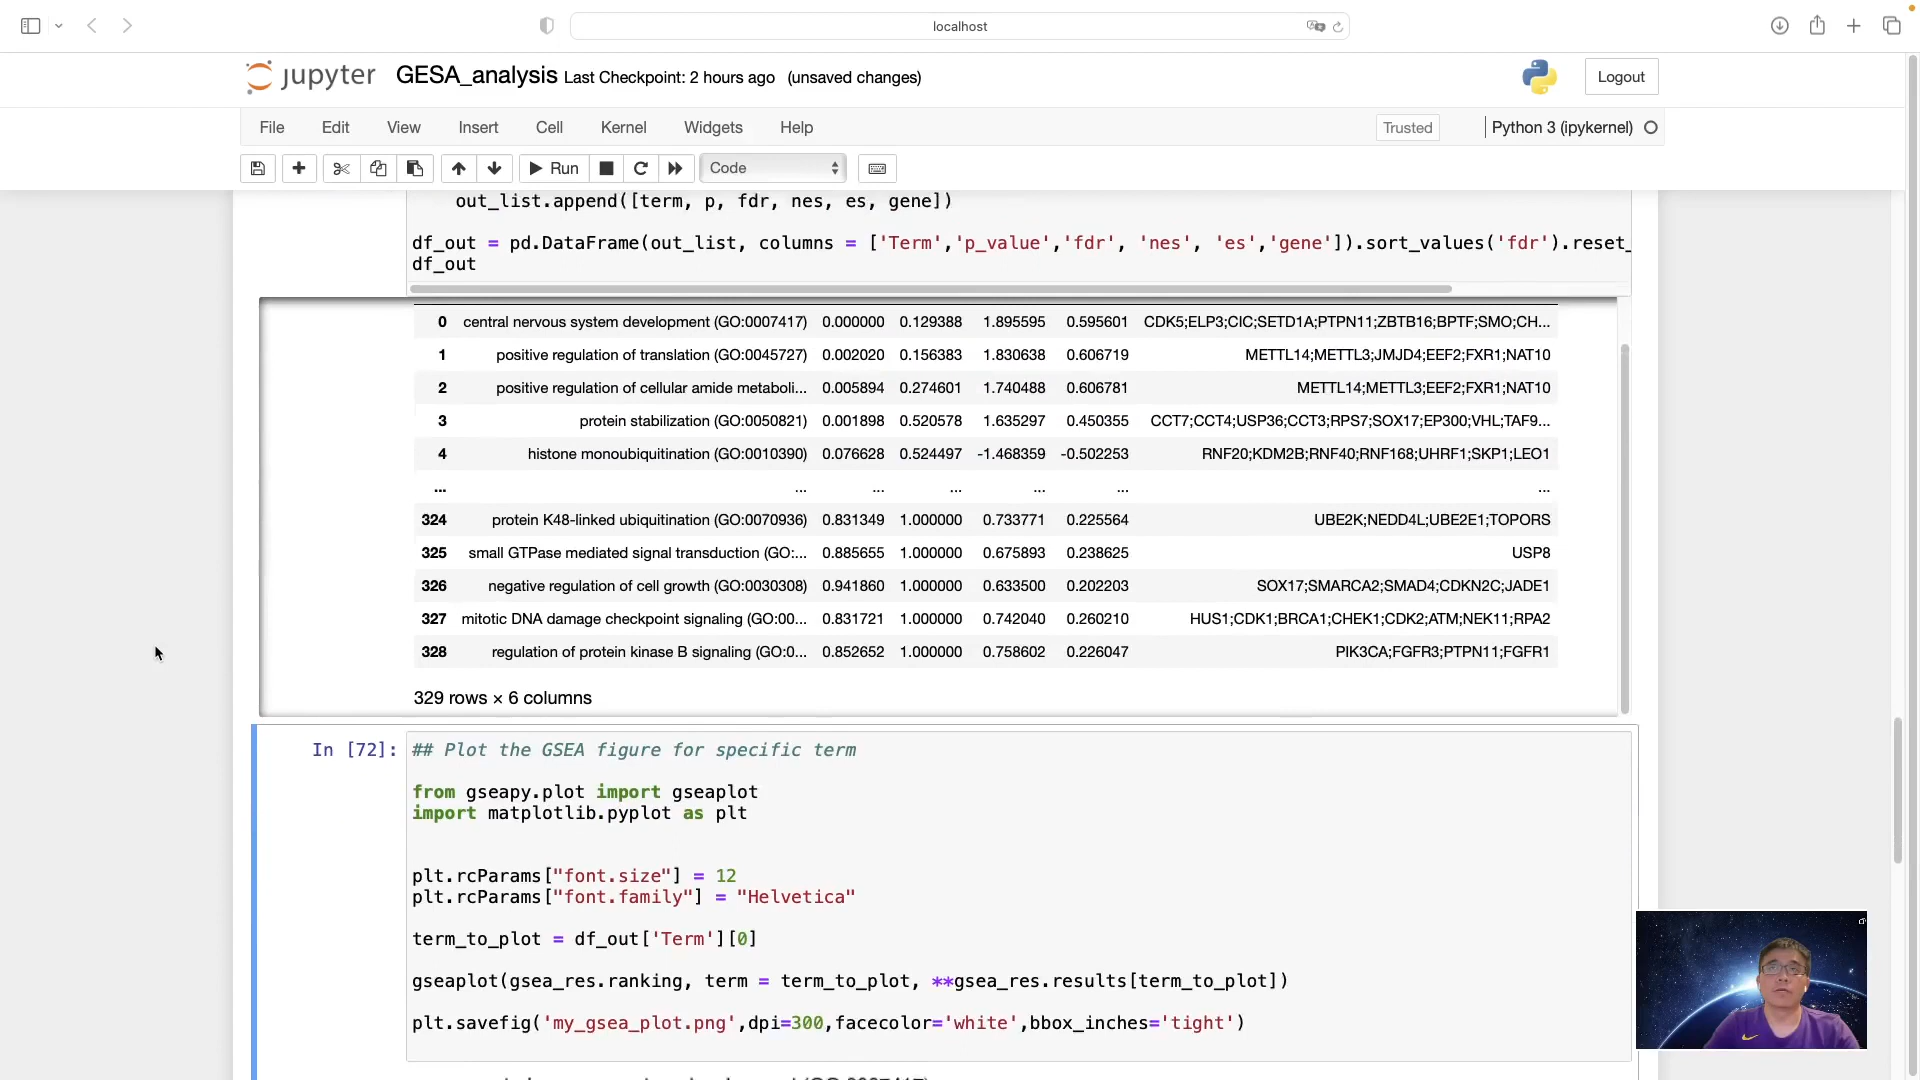 localhost
jupyter GESA_analysis Last Checkpoint: 2 hours ago (unsaved changes) Logout
File Edit View Insert Cell Kernel Widgets Help Trusted Python 3 (ipykernel)
Run Code
out_list.append([term, p, fdr, nes, es, gene])
df_out = pd.DataFrame(out_list, columns = ['Term','p_value','fdr', 'nes', 'es','gene']).sort_values('fdr').reset_
df_out
0 central nervous system development (GO:0007417) 0.000000 0.129388 1.895595 0.595601 CDK5;ELP3;CIC;SETD1A;PTPN11;ZBTB16;BPTF;SMO;CH...
1 positive regulation of translation (GO:0045727) 0.002020 0.156383 1.830638 0.606719 METTL14;METTL3;JMJD4;EEF2;FXR1;NAT10
2 positive regulation of cellular amide metaboli... 0.005894 0.274601 1.740488 0.606781 METTL14;METTL3;EEF2;FXR1;NAT10
3 protein stabilization (GO:0050821) 0.001898 0.520578 1.635297 0.450355 CCT7;CCT4;USP36;CCT3;RPS7;SOX17;EP300;VHL;TAF9...
4 histone monoubiquitination (GO:0010390) 0.076628 0.524497 -1.468359 -0.502253 RNF20;KDM2B;RNF40;RNF168;UHRF1;SKP1;LEO1
... ... ... ... ... ... ...
324 protein K48-linked ubiquitination (GO:0070936) 0.831349 1.000000 0.733771 0.225564 UBE2K;NEDD4L;UBE2E1;TOPORS
325 small GTPase mediated signal transduction (GO:... 0.885655 1.000000 0.675893 0.238625 USP8
326 negative regulation of cell growth (GO:0030308) 0.941860 1.000000 0.633500 0.202203 SOX17;SMARCA2;SMAD4;CDKN2C;JADE1
327 mitotic DNA damage checkpoint signaling (GO:00... 0.831721 1.000000 0.742040 0.260210 HUS1;CDK1;BRCA1;CHEK1;CDK2;ATM;NEK11;RPA2
328 regulation of protein kinase B signaling (GO:0... 0.852652 1.000000 0.758602 0.226047 PIK3CA;FGFR3;PTPN11;FGFR1
329 rows × 6 columns
In [72]: ## Plot the GSEA figure for specific term
from gseapy.plot import gseaplot
import matplotlib.pyplot as plt
plt.rcParams["font.size"] = 12
plt.rcParams["font.family"] = "Helvetica"
term_to_plot = df_out['Term'][0]
gseaplot(gsea_res.ranking, term = term_to_plot, **gsea_res.results[term_to_plot])
plt.savefig('my_gsea_plot.png',dpi=300,facecolor='white',bbox_inches='tight')